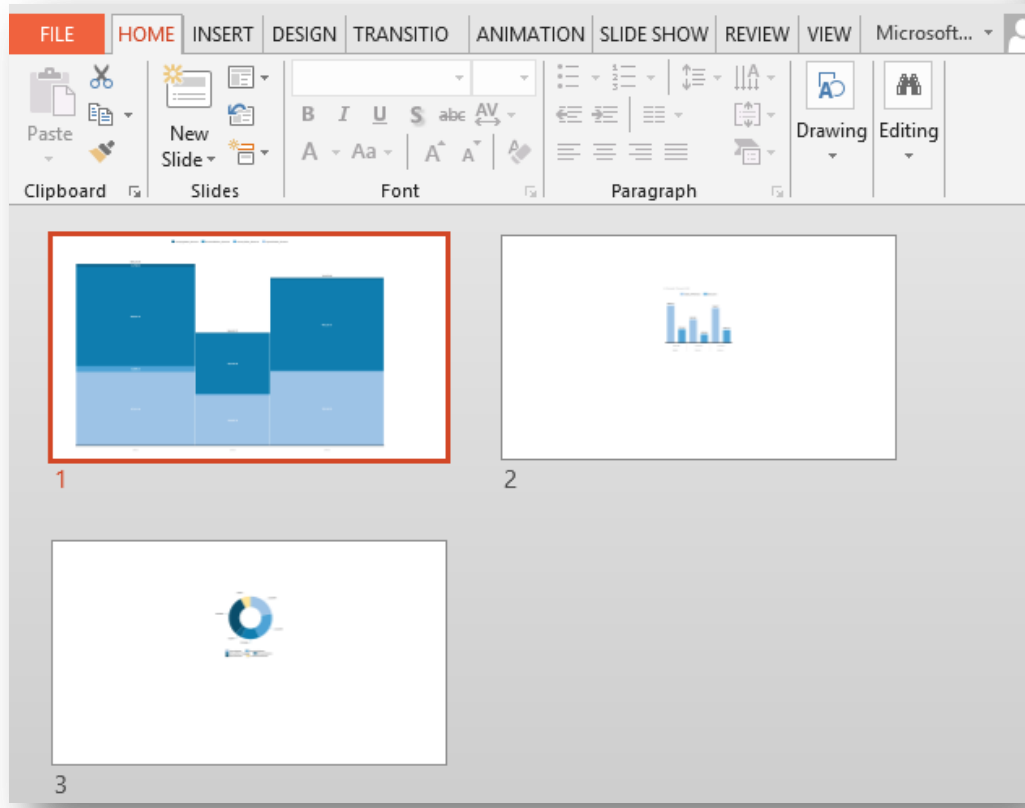 FILE HOME INSERT DESIGN TRANSITIO ANIMATION SLIDE SHOW REVIEW VIEW Microsoft...
Paste
New
Slide
B I U S abc AV
A Aa A A
Drawing
Editing
Clipboard Slides Font Paragraph
1
2
3